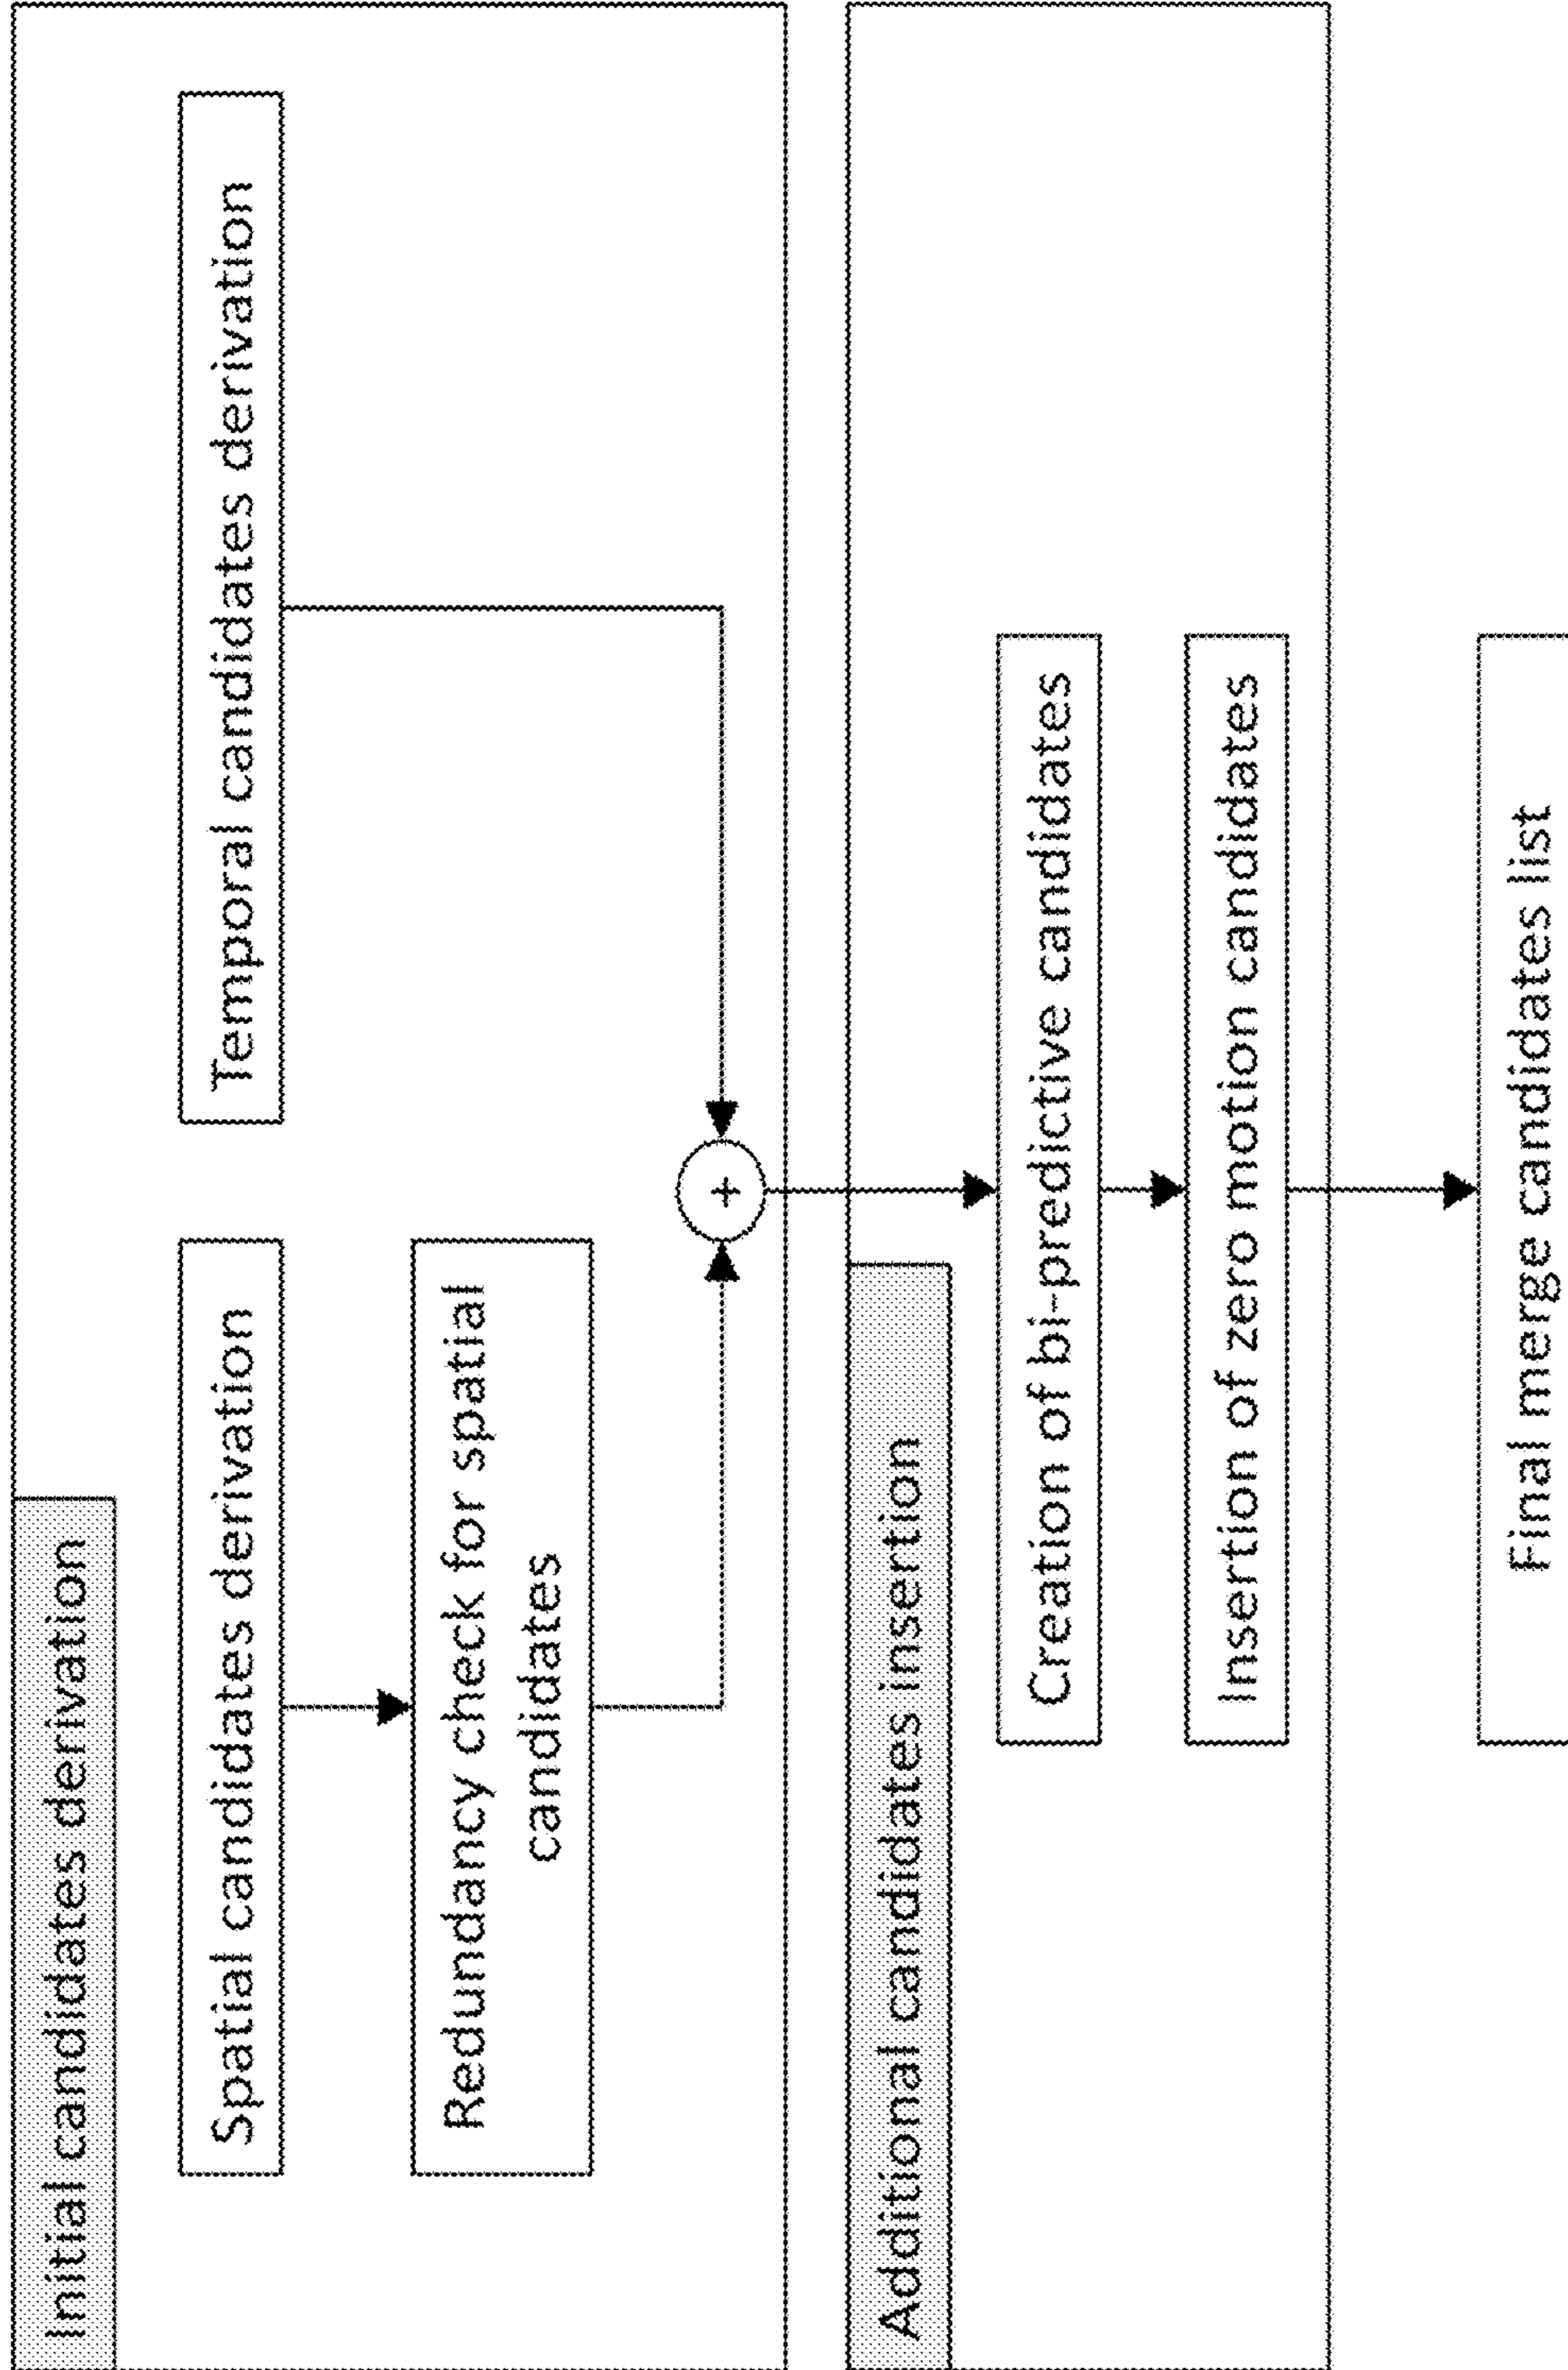 Initial candidates derivation
Spatial candidates derivation
Temporal candidates derivation
Redundancy check for spatial
candidates
+
Additional candidates insertion
Creation of bi-predictive candidates
Insertion of zero motion candidates
Final merge candidates list